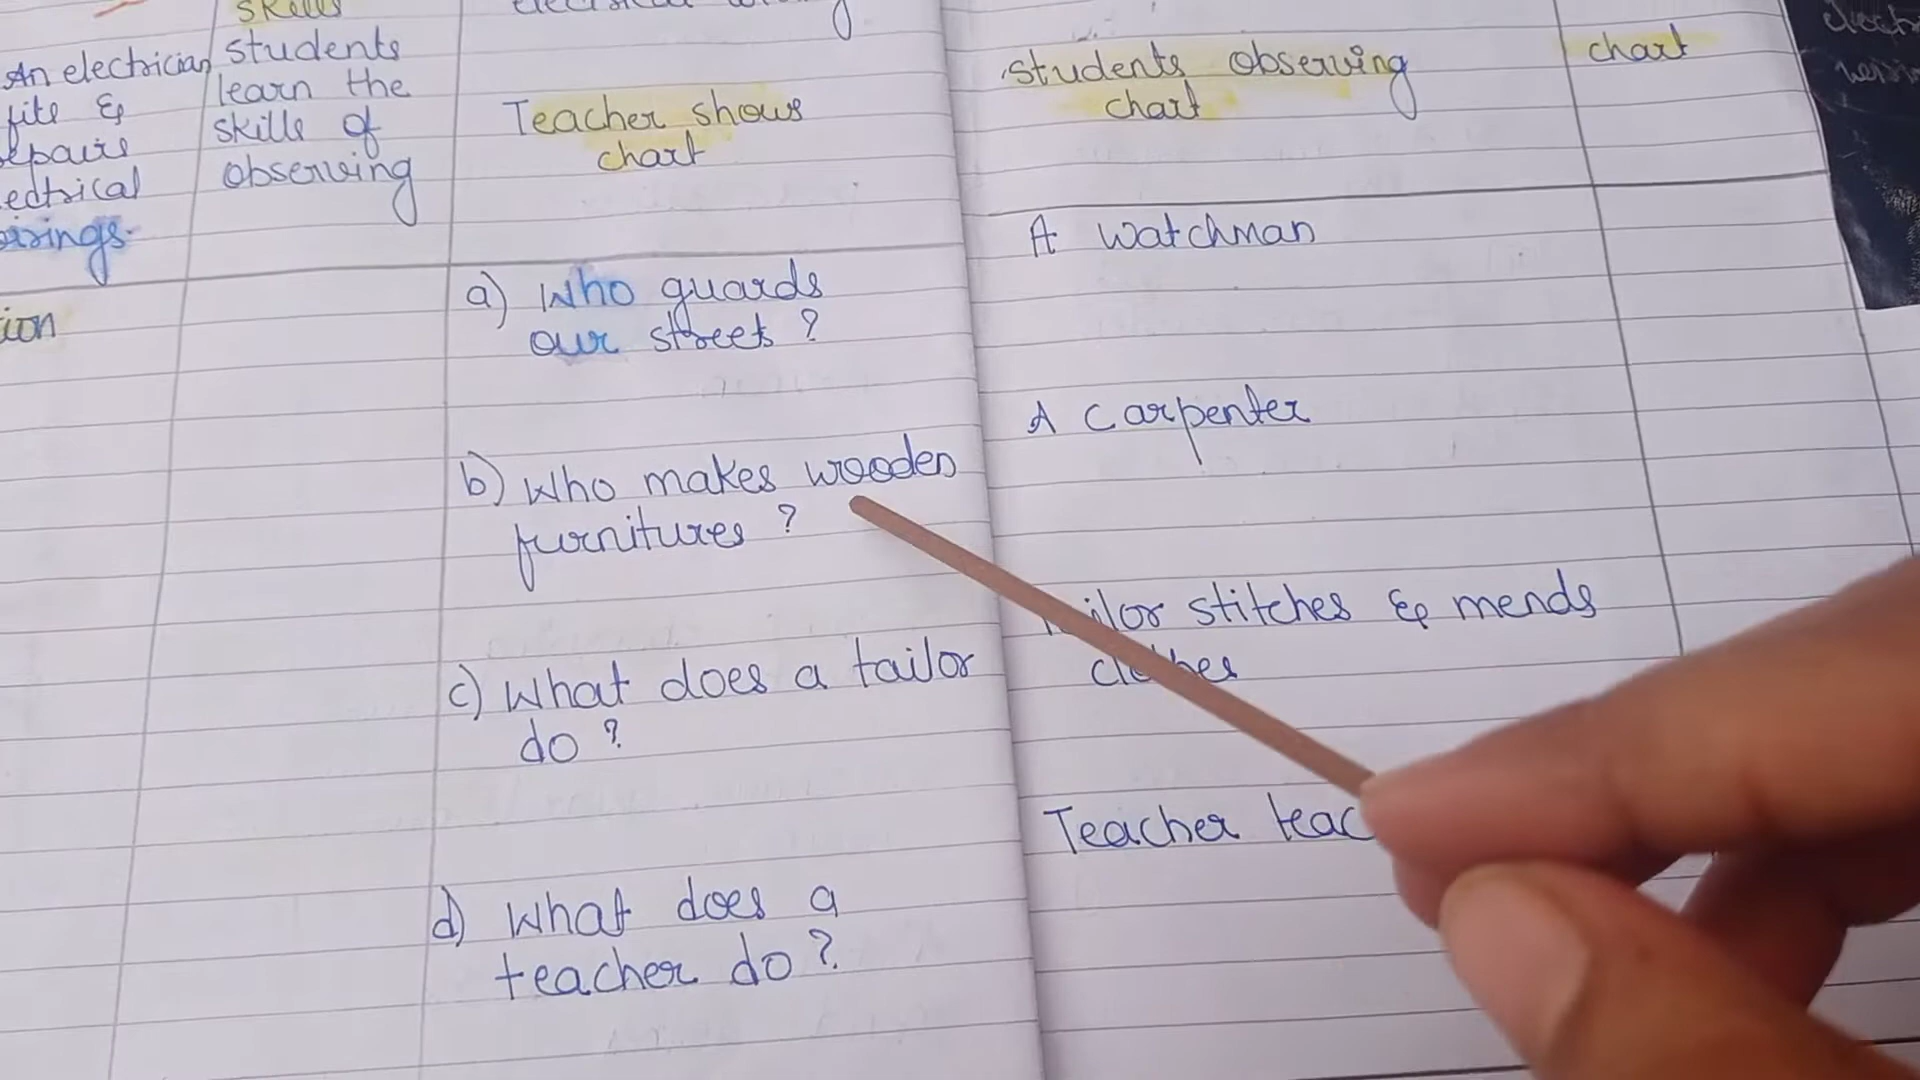 skills
An electrician
fits &
repairs
wirings.
students
learn the
skills of
observing
Teacher shows
chart
students observing
chart
chart
a) Who guards
our street ?
A watchman
b) Who makes wooden
furnitures ?
A carpenter
c) What does a tailor
do ?
stitches & mends
clothes
d) What does a
teacher do ?
Teacher